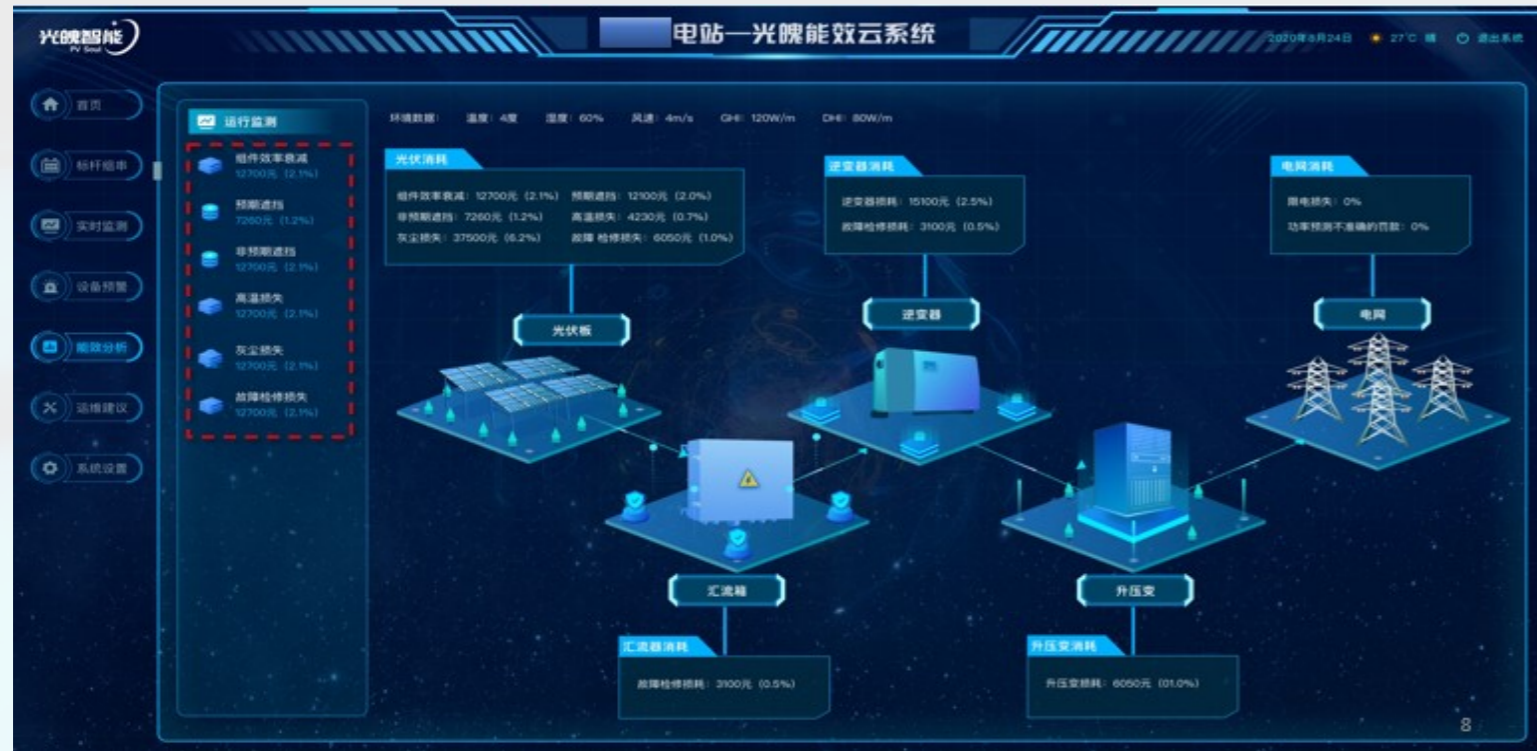 光魄智能
PV Soul
电站—光魄能效云系统
2020年8月24日 27°C 晴 退出系统
首页
标杆组串
实时监测
设备预警
能效分析
运维建议
系统设置
运行监测
组件效率衰减
12700元 (2.1%)
预期遮挡
7260元 (1.2%)
非预期遮挡
12700元 (2.1%)
高温损失
12700元 (2.1%)
灰尘损失
12700元 (2.1%)
故障检修损失
12700元 (2.1%)
环境数据: 温度: 4度 湿度: 60% 风速: 4m/s GHI: 120W/m DHI: 80W/m
光伏消耗
组件效率衰减: 12700元 (2.1%) 预期遮挡: 12100元 (2.0%)
非预期遮挡: 7260元 (1.2%) 高温损失: 4230元 (0.7%)
灰尘损失: 37500元 (6.2%) 故障 检修损失: 6050元 (1.0%)
逆变器消耗
逆变器损耗: 15100元 (2.5%)
故障检修损耗: 3100元 (0.5%)
电网消耗
限电损失: 0%
功率预测不准确的罚款: 0%
光伏板
逆变器
电网
汇流箱
升压变
汇流器消耗
故障检修损耗: 3100元 (0.5%)
升压变消耗
升压变损耗: 6050元 (01.0%)
8